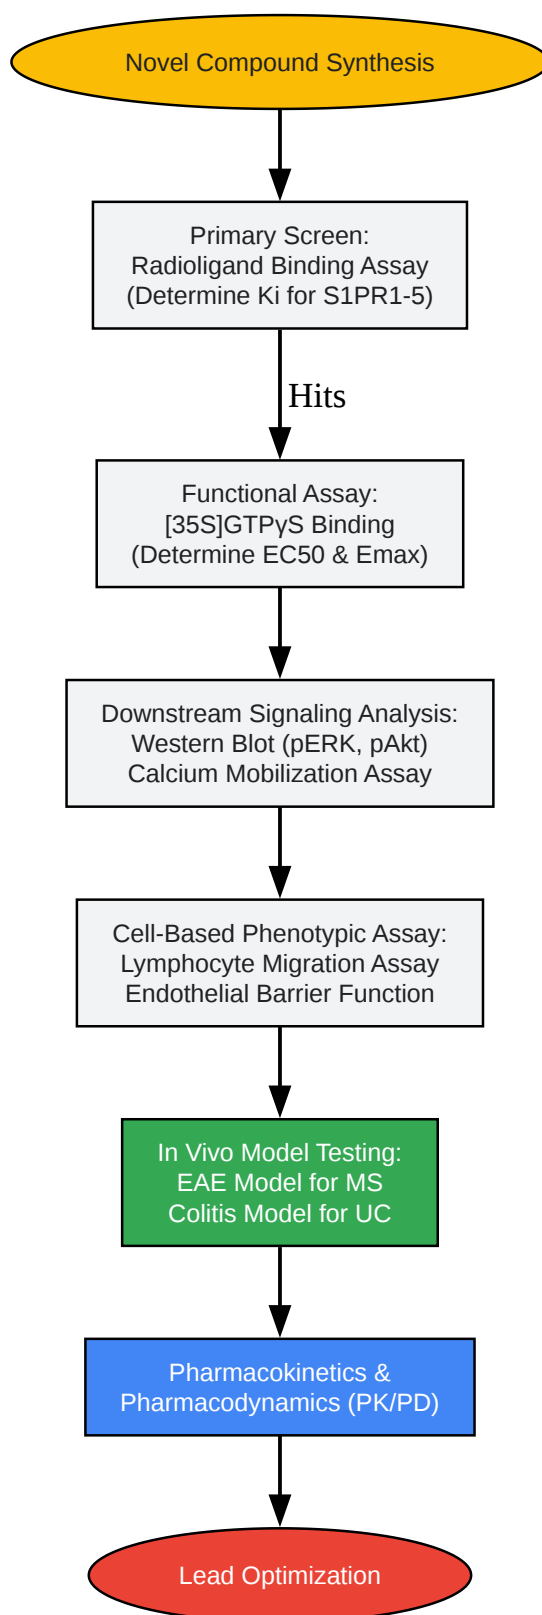 Novel Compound Synthesis
Primary Screen:
Radioligand Binding Assay
(Determine Ki for S1PR1-5)
Hits
Functional Assay:
[35S]GTPγS Binding
(Determine EC50 & Emax)
Downstream Signaling Analysis:
Western Blot (pERK, pAkt)
Calcium Mobilization Assay
Cell-Based Phenotypic Assay:
Lymphocyte Migration Assay
Endothelial Barrier Function
In Vivo Model Testing:
EAE Model for MS
Colitis Model for UC
Pharmacokinetics &
Pharmacodynamics (PK/PD)
Lead Optimization